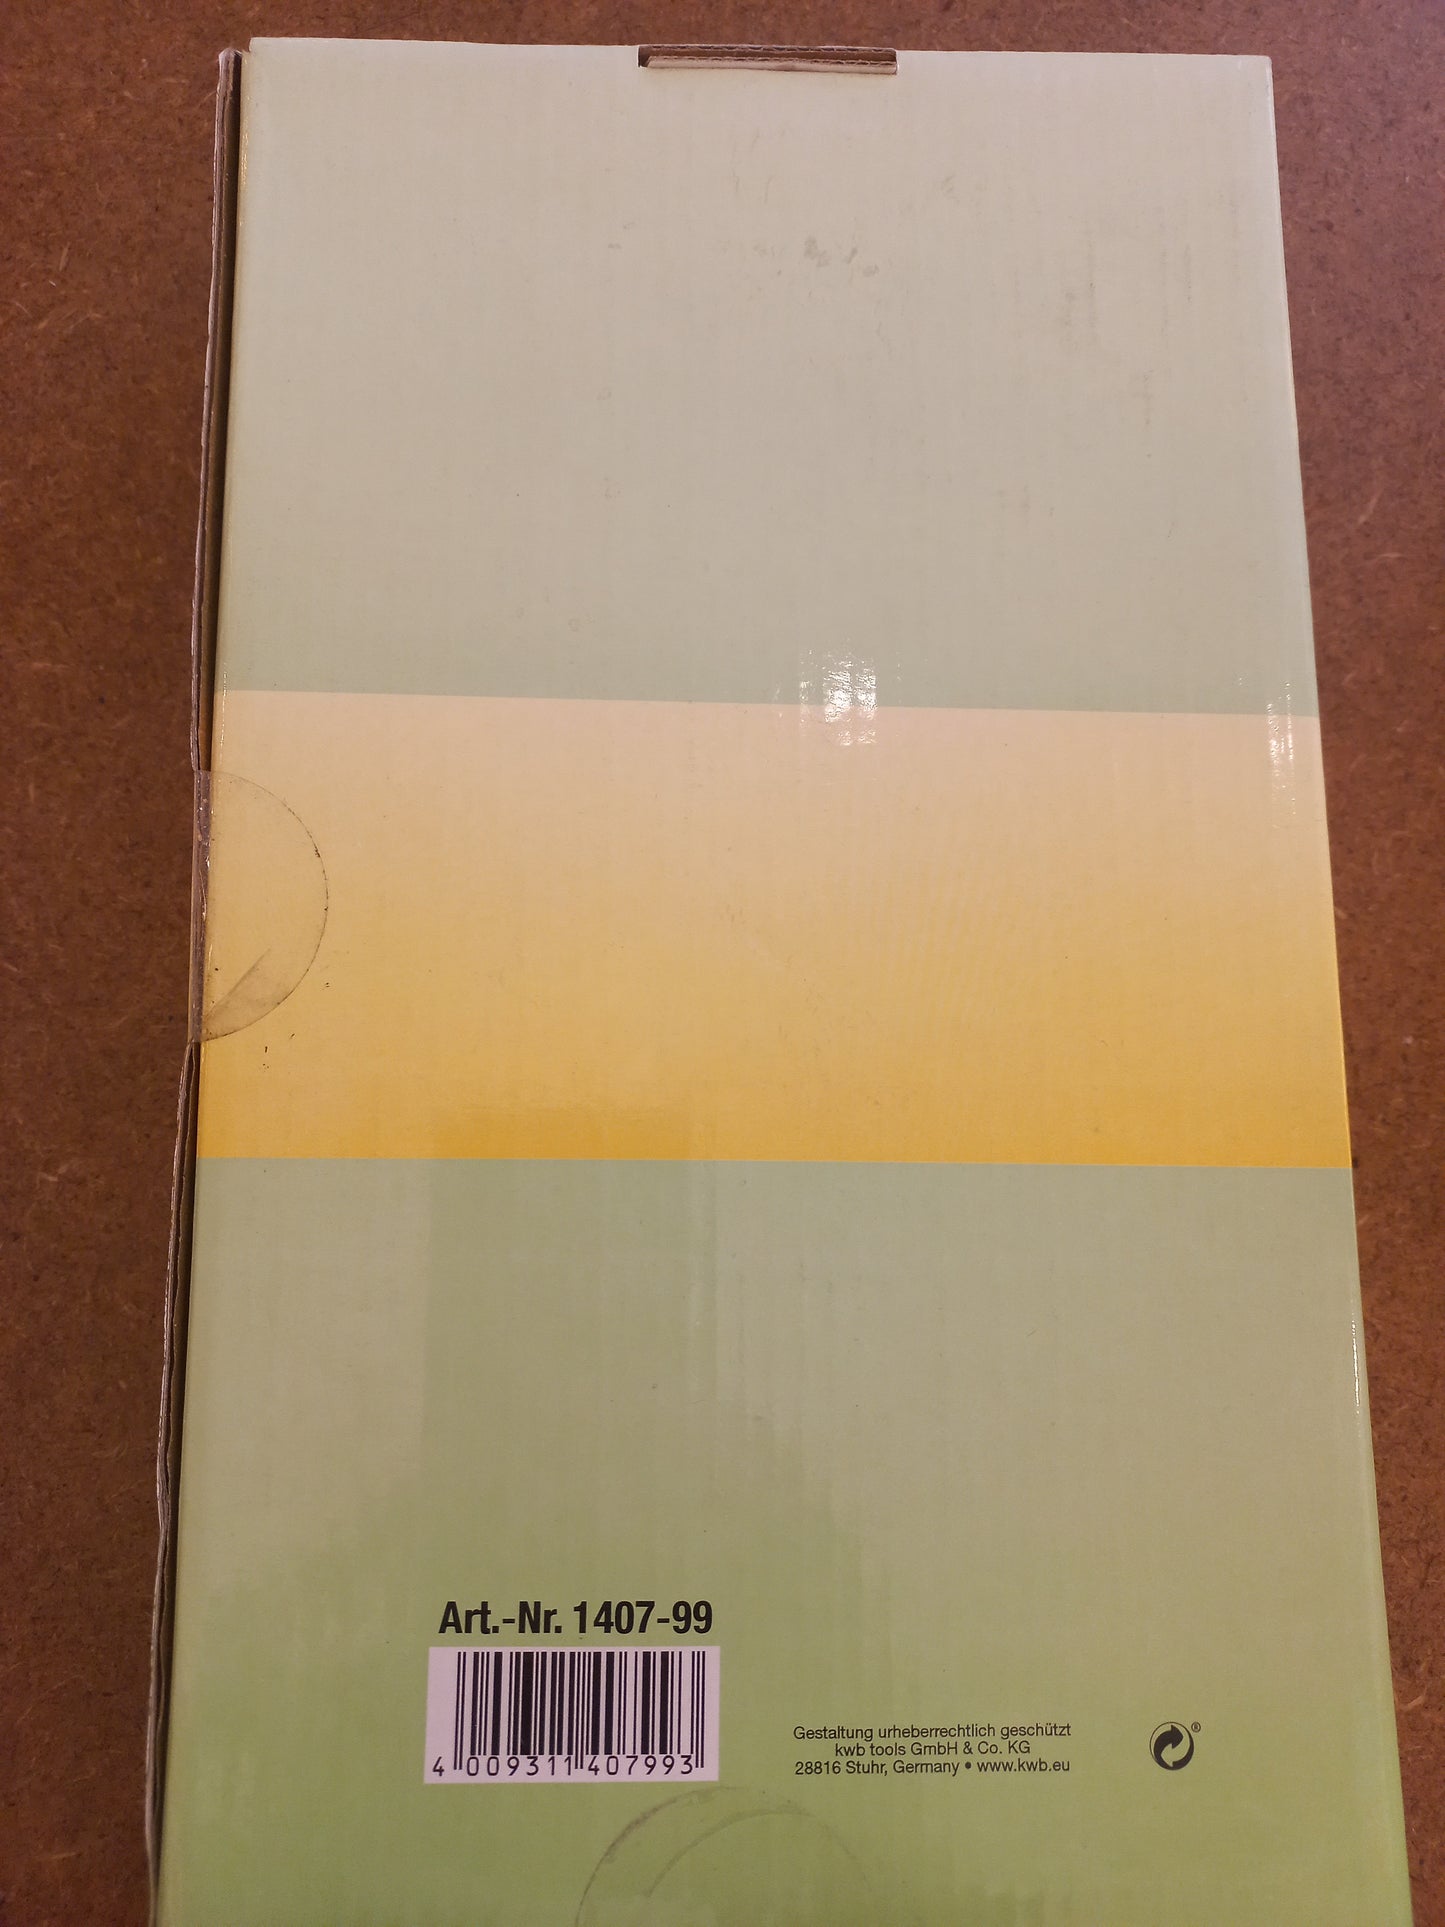 Art.-Nr. 1407-99
4 009311 407993
Gestaltung urheberrechtlich geschützt
kwb tools GmbH & Co. KG
28816 Stuhr, Germany • www.kwb.eu
®